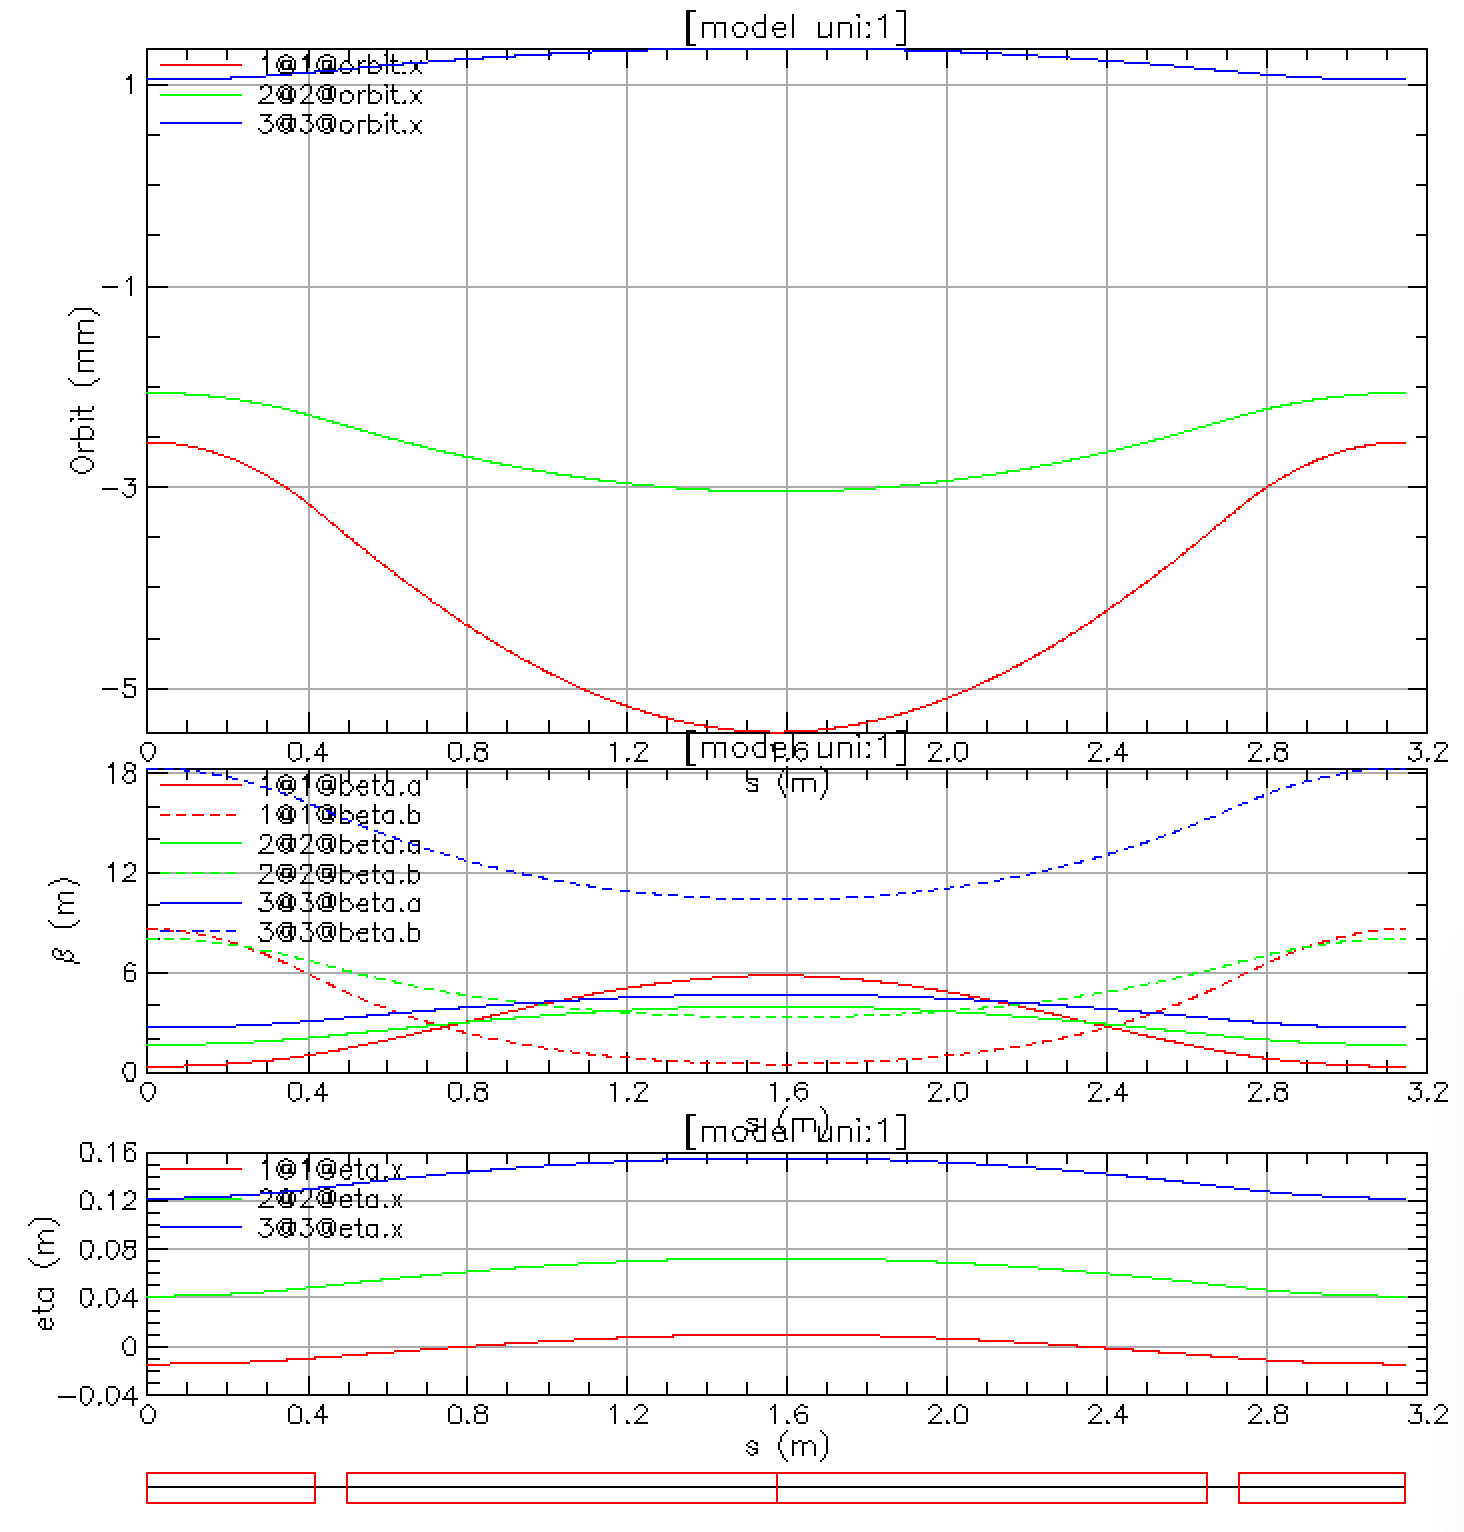 [model uni:1]
1@1@orbit.x
1
2@2@orbit.x
3@3@orbit.x
-1
Orbit (mm)
-3
-5
0 0.4 0.8 1.2 1.6 2.0 2.4 2.8 3.2
[model uni:1]
s (m)
18
1@1@beta.a
1@1@beta.b
2@2@beta.a
12
2@2@beta.b
3@3@beta.a
3@3@beta.b
β (m)
6
0
0 0.4 0.8 1.2 1.6 2.0 2.4 2.8 3.2
s (m)
[model uni:1]
0.16
1@1@eta.x
0.12
2@2@eta.x
3@3@eta.x
0.08
eta (m)
0.04
0
-0.04
0 0.4 0.8 1.2 1.6 2.0 2.4 2.8 3.2
s (m)